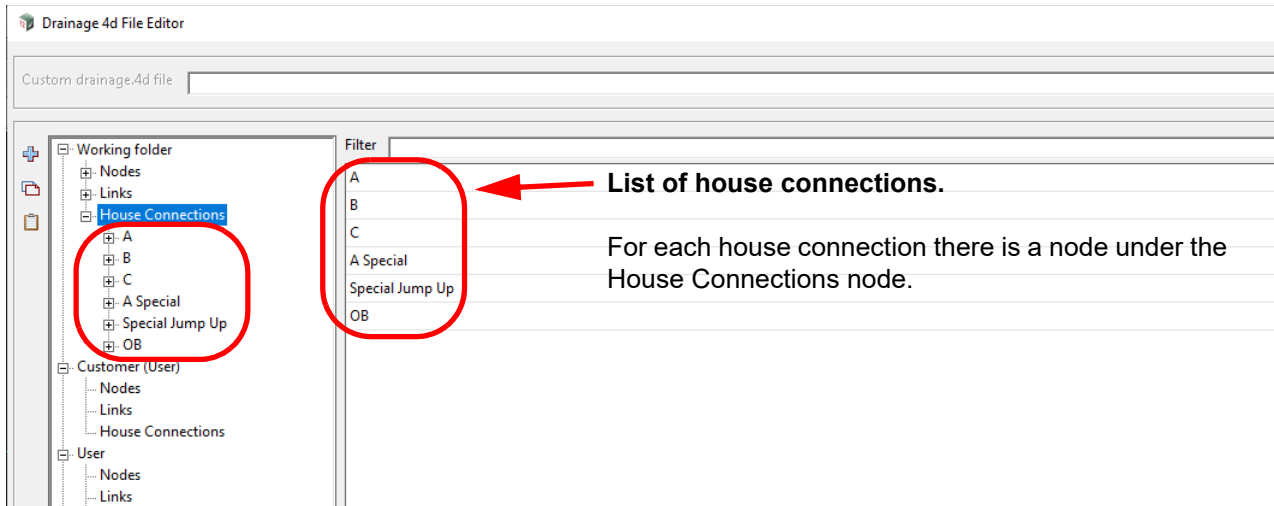 Drainage 4d File Editor
Custom drainage.4d file
Working folder
Nodes
Links
House Connections
A
B
C
A Special
Special Jump Up
OB
Customer (User)
Nodes
Links
House Connections
User
Nodes
Links
Filter
A
B
C
A Special
Special Jump Up
OB
List of house connections.
For each house connection there is a node under the
House Connections node.